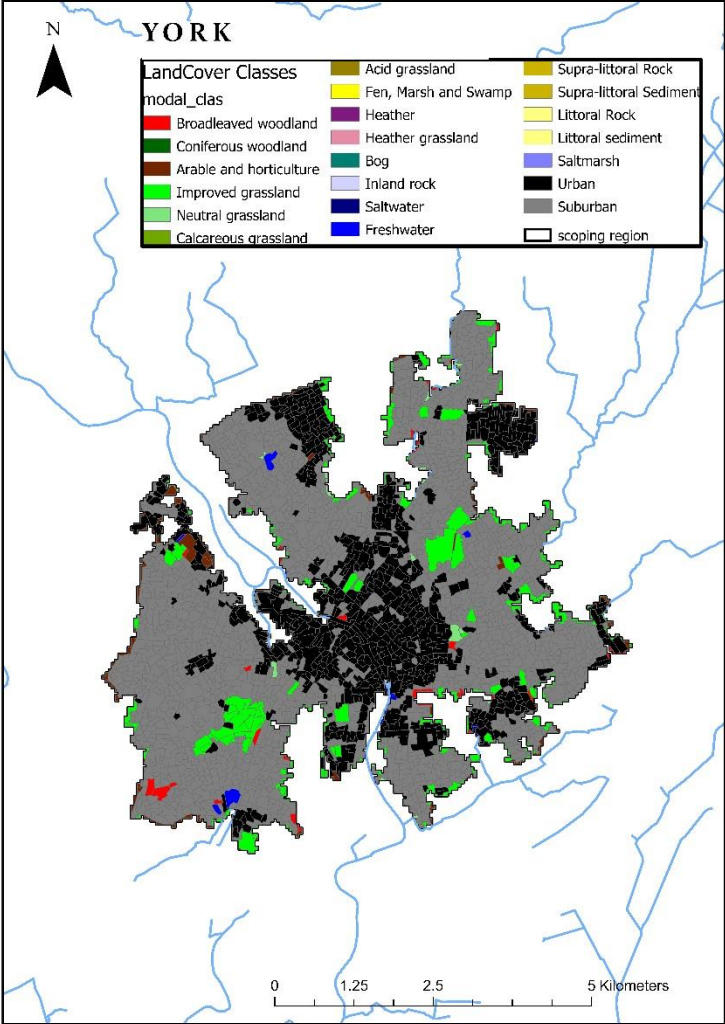 N
YORK
LandCover Classes
modal_clas
Broadleaved woodland
Coniferous woodland
Arable and horticulture
Improved grassland
Neutral grassland
Calcareous grassland
Acid grassland
Fen, Marsh and Swamp
Heather
Heather grassland
Bog
Inland rock
Saltwater
Freshwater
Supra-littoral Rock
Supra-littoral Sediment
Littoral Rock
Littoral sediment
Saltmarsh
Urban
Suburban
scoping region
0 1.25 2.5 5 Kilometers